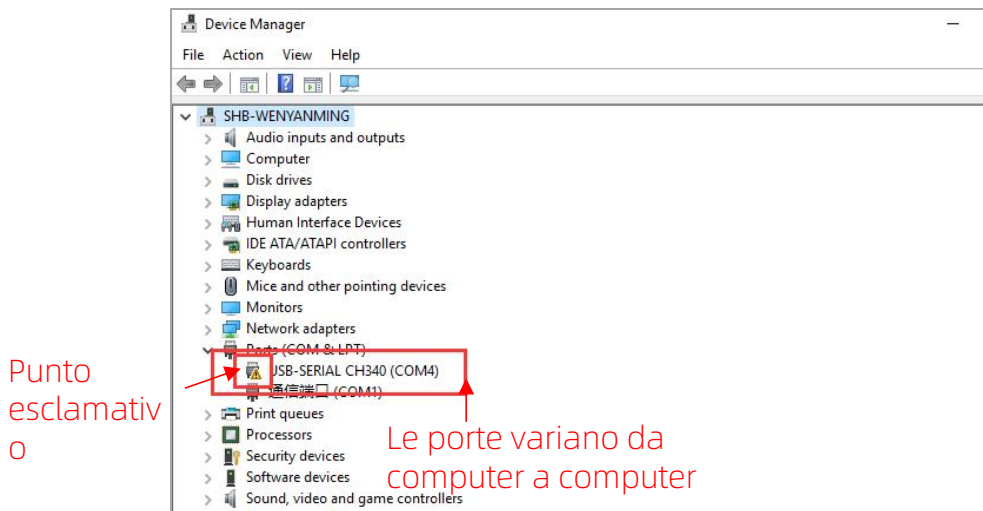 Device Manager
File Action View Help
SHB-WENYANMING
Audio inputs and outputs
Computer
Disk drives
Display adapters
Human Interface Devices
IDE ATA/ATAPI controllers
Keyboards
Mice and other pointing devices
Monitors
Network adapters
Ports (COM & LPT)
USB-SERIAL CH340 (COM4)
通信端口 (COM1)
Print queues
Processors
Security devices
Software devices
Sound, video and game controllers
Punto
esclamativ
o
Le porte variano da
computer a computer